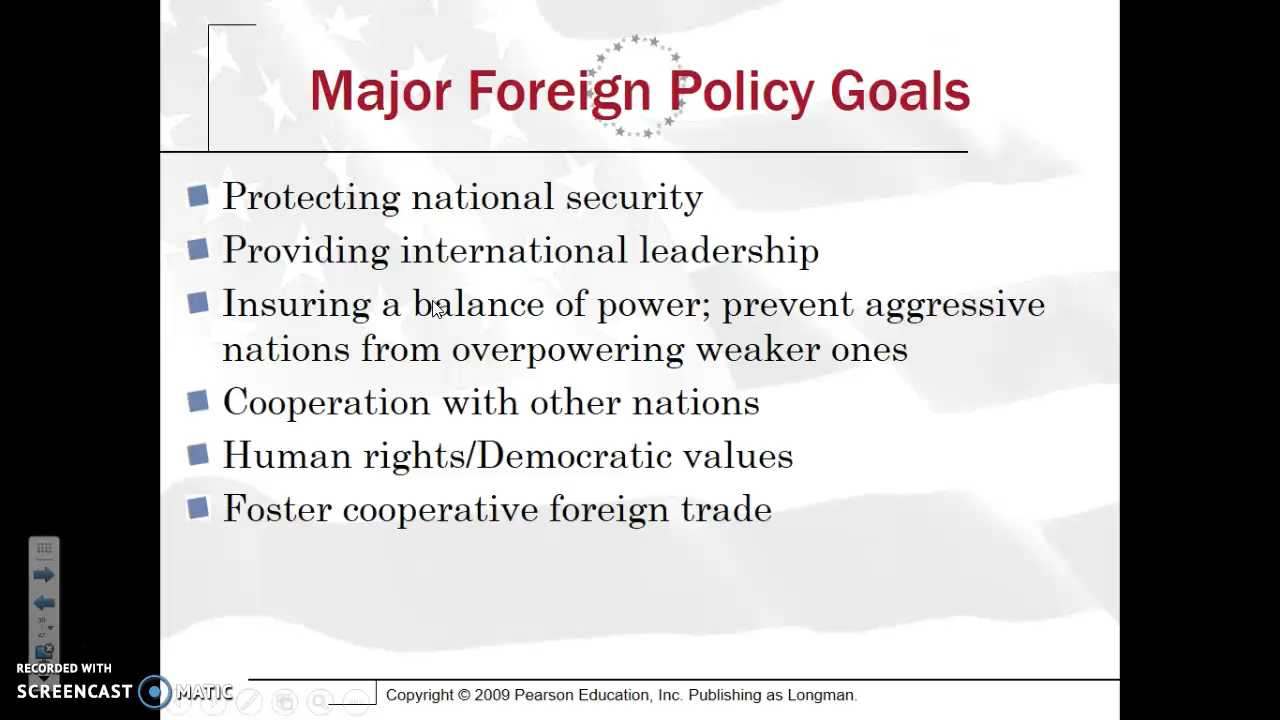 Major Foreign Policy Goals
Protecting national security
Providing international leadership
Insuring a balance of power; prevent aggressive
nations from overpowering weaker ones
Cooperation with other nations
Human rights/Democratic values
Foster cooperative foreign trade
RECORDED WITH
SCREENCAST MATIC
Copyright © 2009 Pearson Education, Inc. Publishing as Longman.